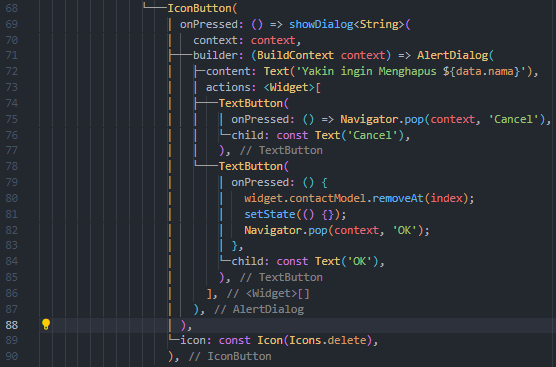 68 IconButton(
69 onPressed: () => showDialog<String>(
70 context: context,
71 builder: (BuildContext context) => AlertDialog(
72 content: Text('Yakin ingin Menghapus ${data.nama}'),
73 actions: <Widget>[
74 TextButton(
75 onPressed: () => Navigator.pop(context, 'Cancel'),
76 child: const Text('Cancel'),
77 ), // TextButton
78 TextButton(
79 onPressed: () {
80 widget.contactModel.removeAt(index);
81 setState(() {});
82 Navigator.pop(context, 'OK');
83 },
84 child: const Text('OK'),
85 ), // TextButton
86 ], // <Widget>[]
87 ), // AlertDialog
88 ),
89 icon: const Icon(Icons.delete),
90 ), // IconButton